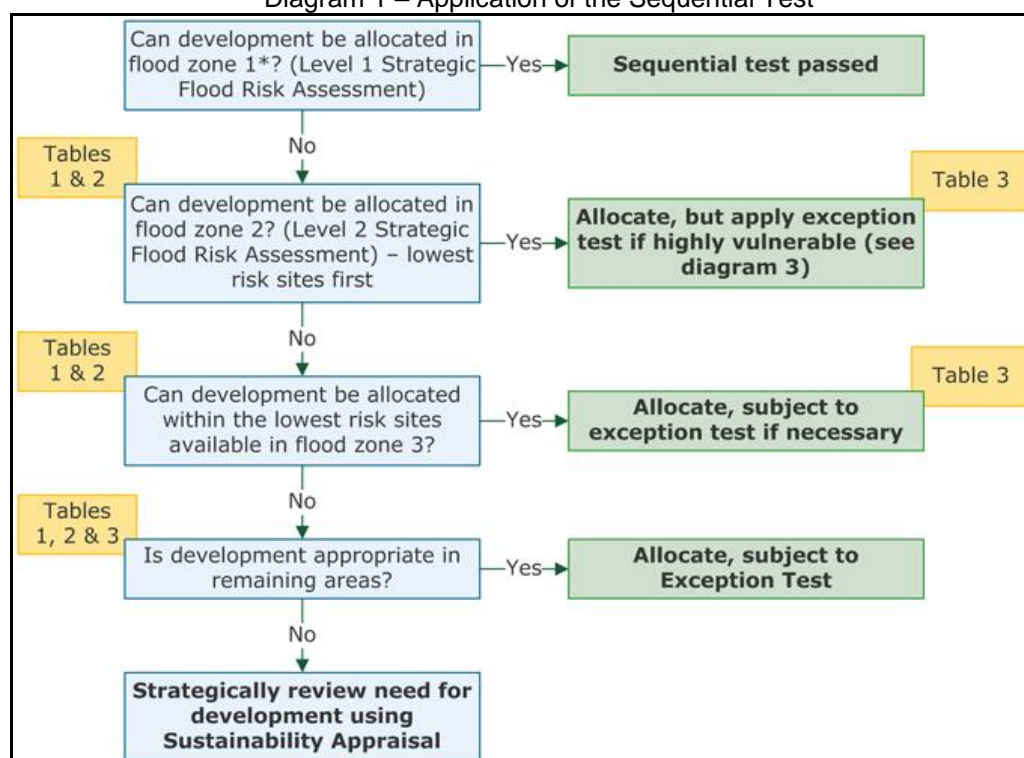 Diagram 1 – Application of the Sequential Test
Can development be allocated in
flood zone 1*? (Level 1 Strategic
Flood Risk Assessment)
Yes
Sequential test passed
No
Tables
1 & 2
Table 3
Can development be allocated in
flood zone 2? (Level 2 Strategic
Flood Risk Assessment) – lowest
risk sites first
Yes
Allocate, but apply exception
test if highly vulnerable (see
diagram 3)
No
Tables
1 & 2
Table 3
Can development be allocated
within the lowest risk sites
available in flood zone 3?
Yes
Allocate, subject to
exception test if necessary
No
Tables
1, 2 & 3
Is development appropriate in
remaining areas?
Yes
Allocate, subject to
Exception Test
No
Strategically review need for
development using
Sustainability Appraisal